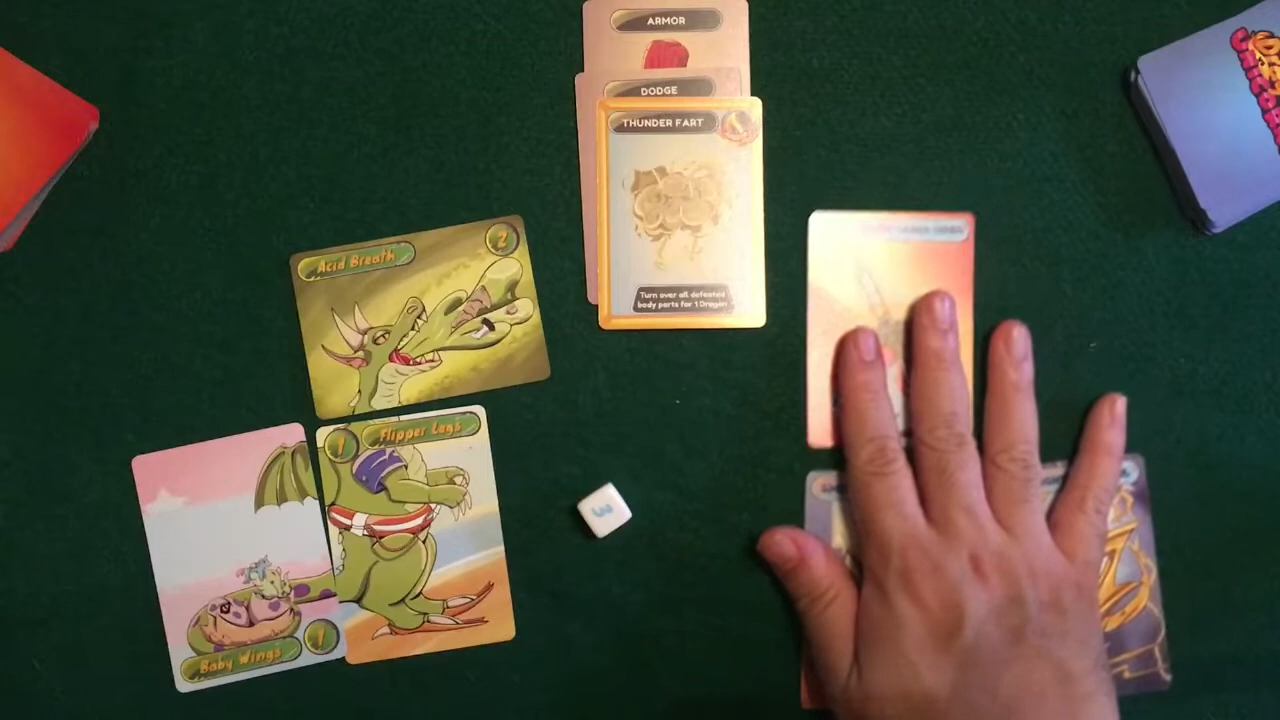 ARMOR
DODGE
THUNDER FART
Turn over all defeated
body parts for 1 Dragon
Acid Breath
2
1
Flipper Legs
Baby Wings
1
3